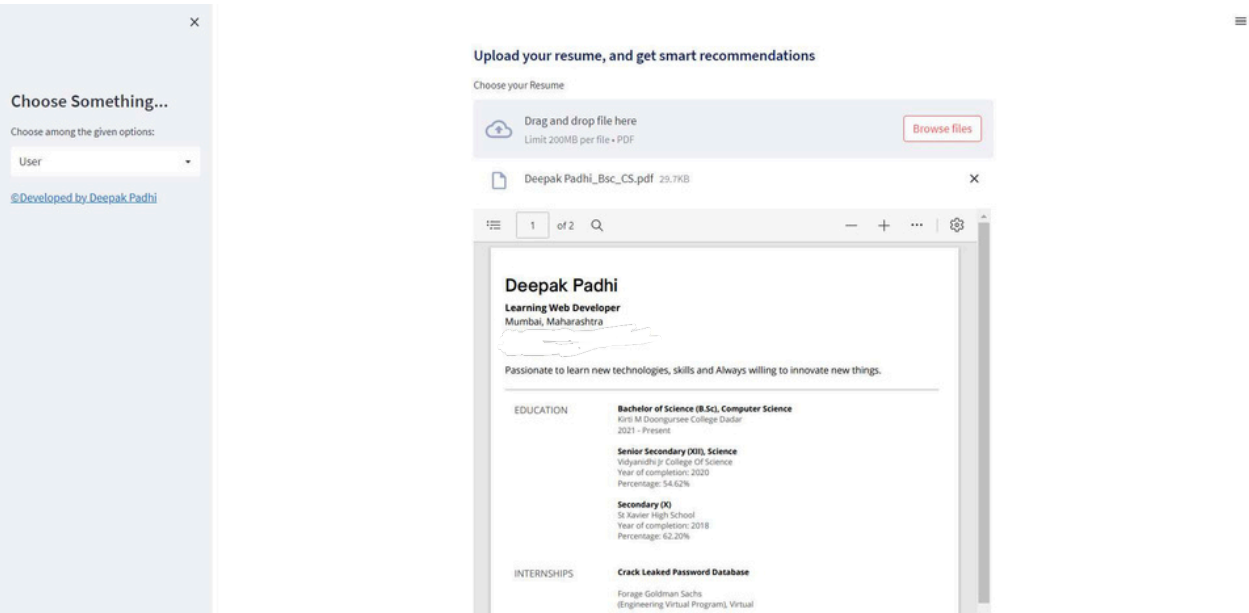 Choose Something...
Choose among the given options:
User
©Developed by Deepak Padhi
Upload your resume, and get smart recommendations
Choose your Resume
Drag and drop file here
Limit 200MB per file • PDF
Browse files
Deepak Padhi_Bsc_CS.pdf 29.7KB
1 of 2
Deepak Padhi
Learning Web Developer
Mumbai, Maharashtra
Passionate to learn new technologies, skills and Always willing to innovate new things.
EDUCATION
Bachelor of Science (B.Sc), Computer Science
Kirti M Doongursee College Dadar
2021 - Present
Senior Secondary (XII), Science
Vidyanidhi Jr College Of Science
Year of completion: 2020
Percentage: 54.62%
Secondary (X)
St Xavier High School
Year of completion: 2018
Percentage: 62.20%
INTERNSHIPS
Crack Leaked Password Database
Forage Goldman Sachs
(Engineering Virtual Program), Virtual